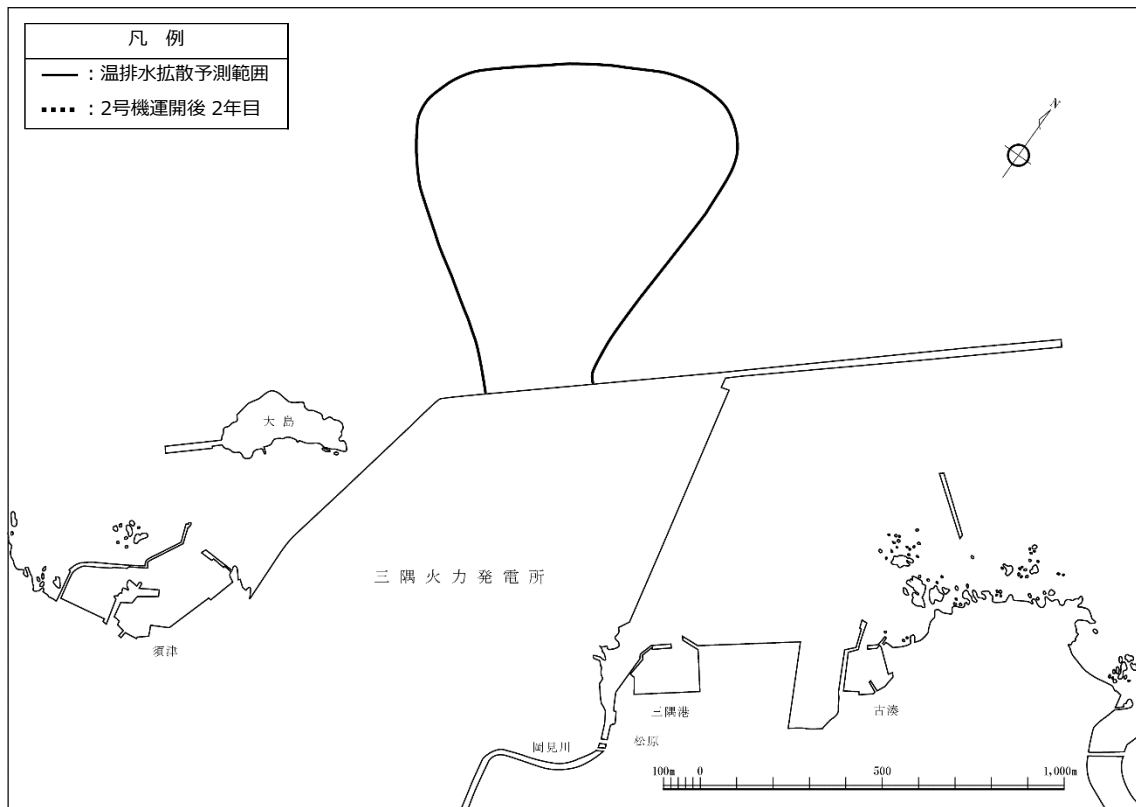 凡 例
━━ ：温排水拡散予測範囲
▪▪▪▪ ：2号機運開後 2年目
N
大 島
三 隅 火 力 発 電 所
須津
三隅港
古湊
岡見川
松原
100m 0 500 1,000m